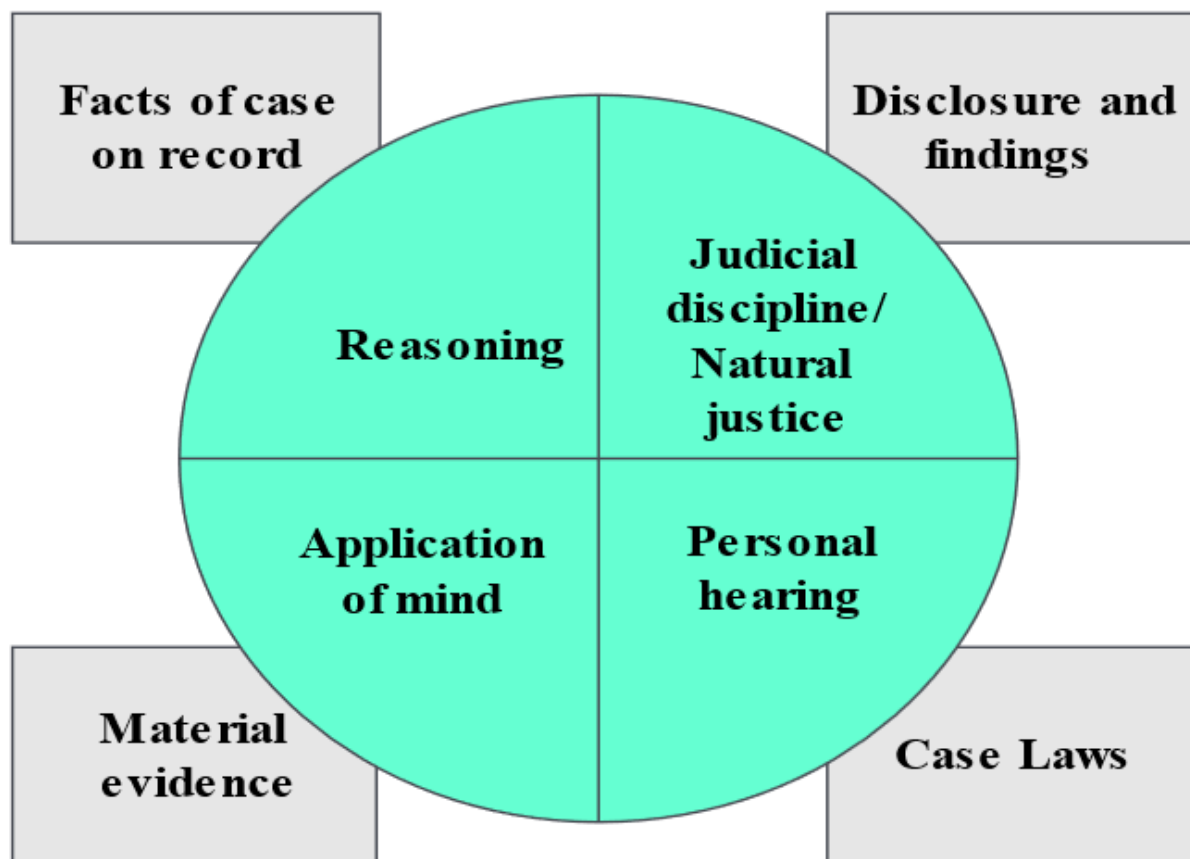 Facts of case
on record
Disclosure and
findings
Reasoning
Judicial
discipline/
Natural
justice
Application
of mind
Personal
hearing
Material
evidence
Case Laws